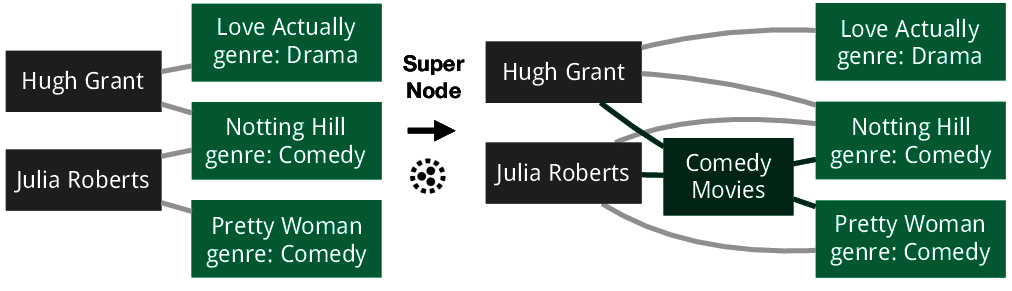 Hugh Grant
Julia Roberts
Love Actually
genre: Drama
Notting Hill
genre: Comedy
Pretty Woman
genre: Comedy
Super
Node
Hugh Grant
Julia Roberts
Comedy
Movies
Love Actually
genre: Drama
Notting Hill
genre: Comedy
Pretty Woman
genre: Comedy